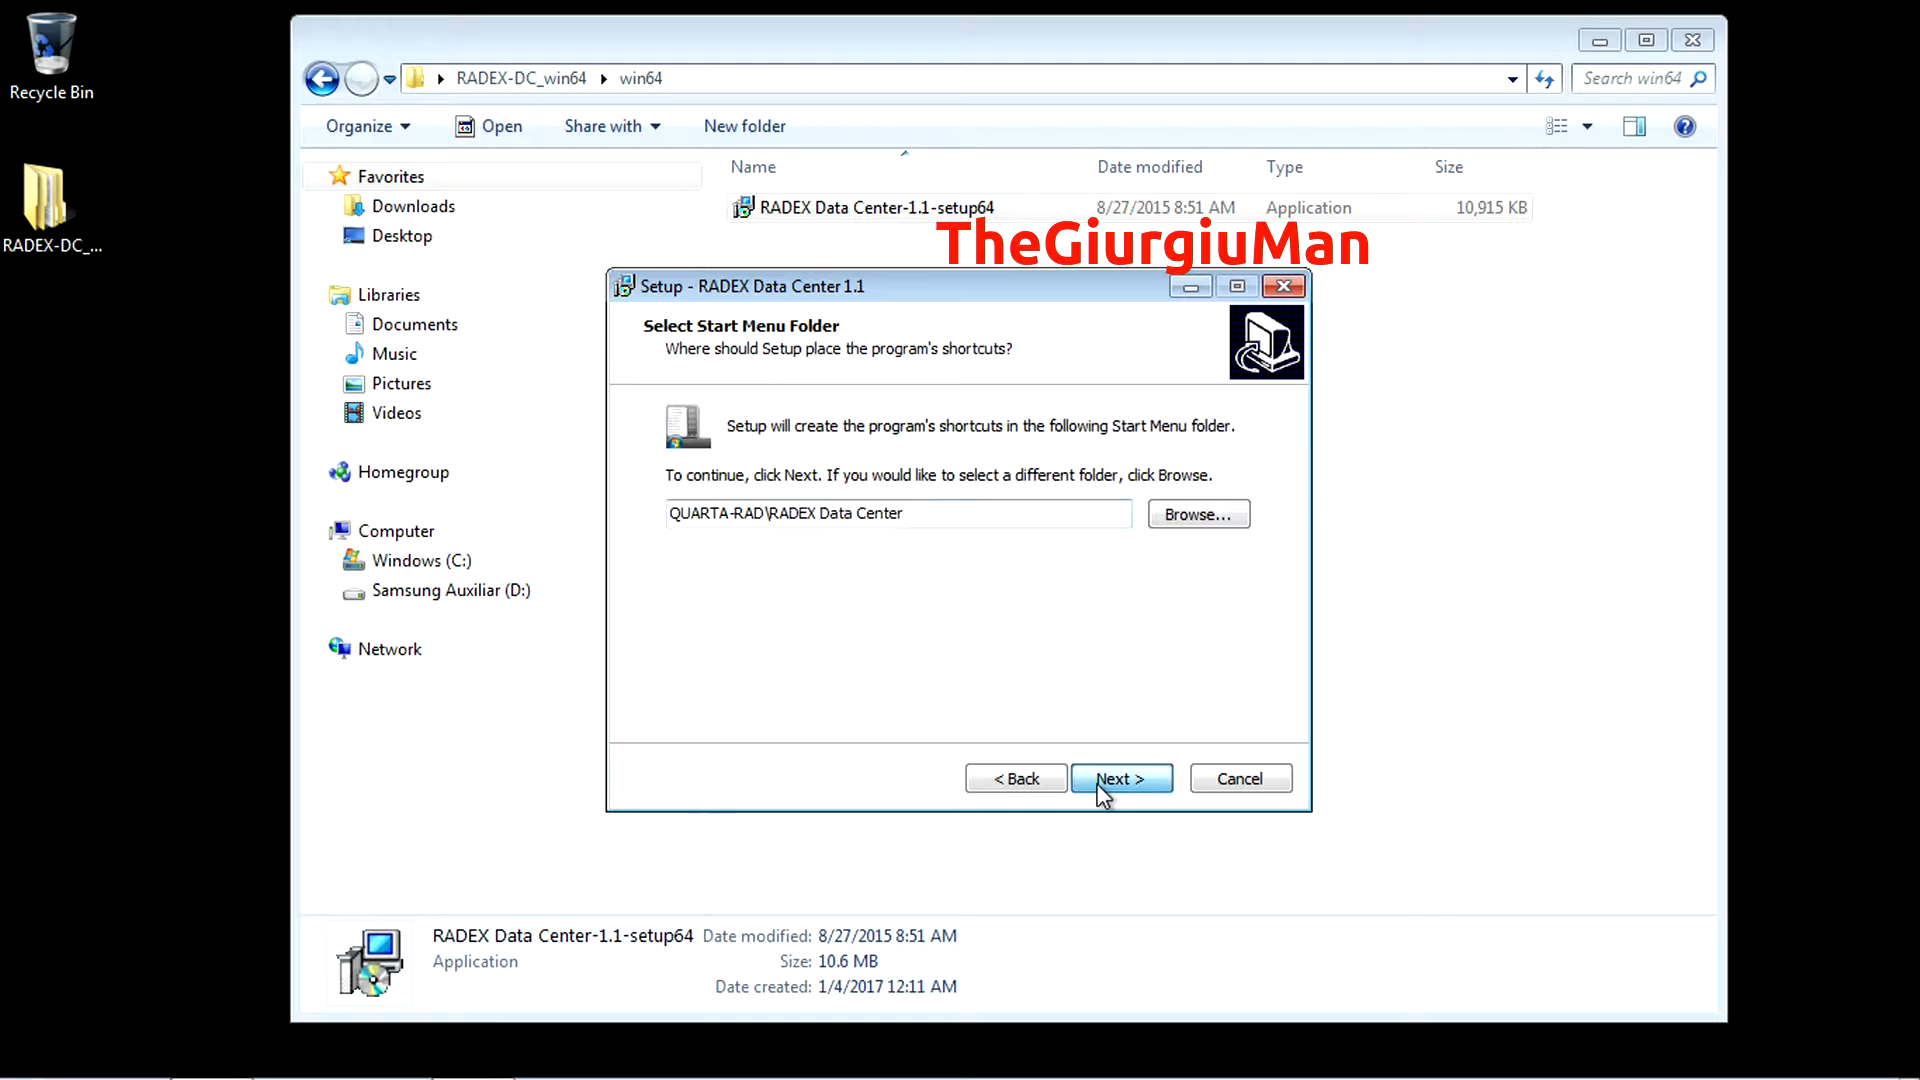 Recycle Bin
RADEX-DC_...
RADEX-DC_win64
win64
Search win64
Organize
Open
Share with
New folder
Name
Date modified
Type
Size
RADEX Data Center-1.1-setup64
8/27/2015 8:51 AM
Application
10,915 KB
TheGiurgiuMan
Favorites
Downloads
Desktop
Libraries
Documents
Music
Pictures
Videos
Homegroup
Computer
Windows (C:)
Samsung Auxiliar (D:)
Network
Setup - RADEX Data Center 1.1
Select Start Menu Folder
Where should Setup place the program's shortcuts?
Setup will create the program's shortcuts in the following Start Menu folder.
To continue, click Next. If you would like to select a different folder, click Browse.
QUARTA-RAD\RADEX Data Center
Browse...
< Back
Next >
Cancel
RADEX Data Center-1.1-setup64
Date modified: 8/27/2015 8:51 AM
Application
Size: 10.6 MB
Date created: 1/4/2017 12:11 AM